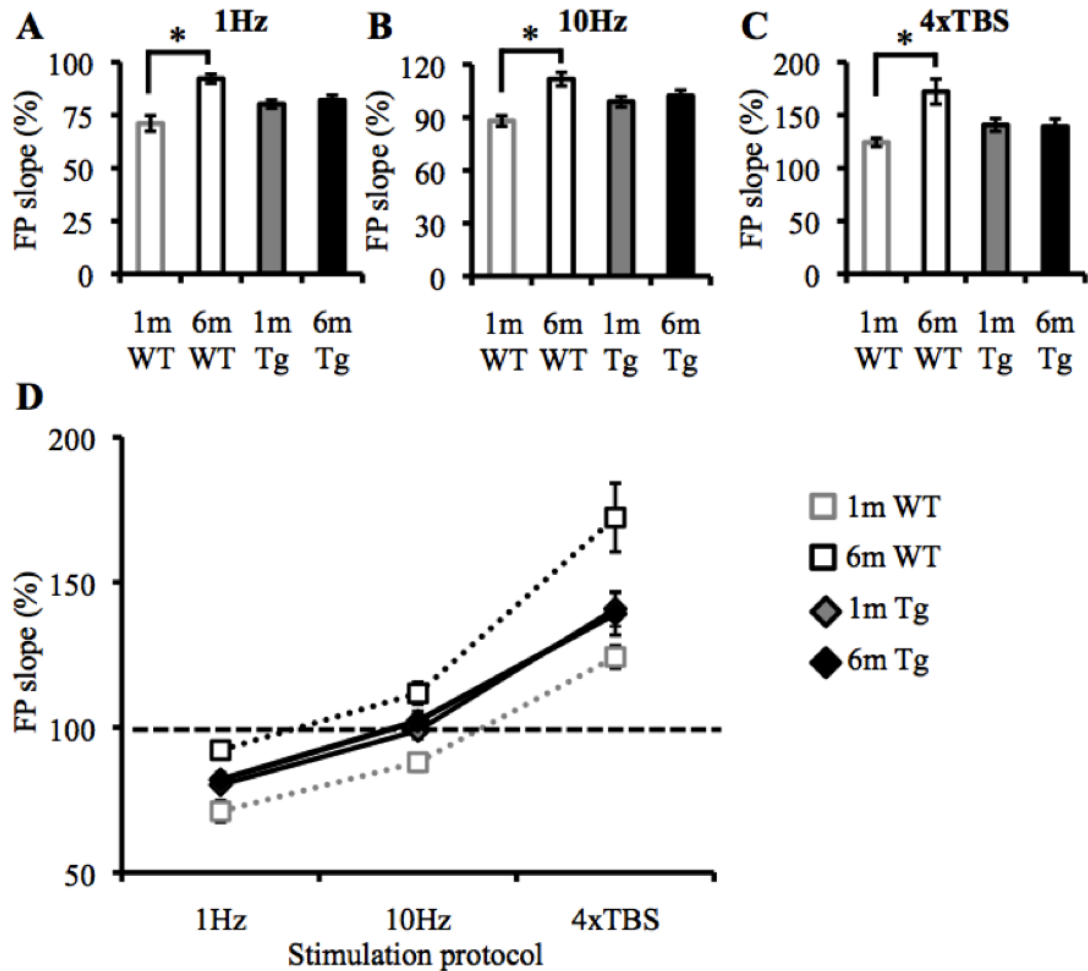 A
1Hz
*
FP slope (%)
100
75
50
25
0
1m 6m 1m 6m
WT WT Tg Tg
B
10Hz
*
FP slope (%)
120
90
60
30
0
1m 6m 1m 6m
WT WT Tg Tg
C
4xTBS
*
FP slope (%)
200
150
100
50
0
1m 6m 1m 6m
WT WT Tg Tg
D
FP slope (%)
200
150
100
50
1Hz 10Hz 4xTBS
Stimulation protocol
1m WT
6m WT
1m Tg
6m Tg